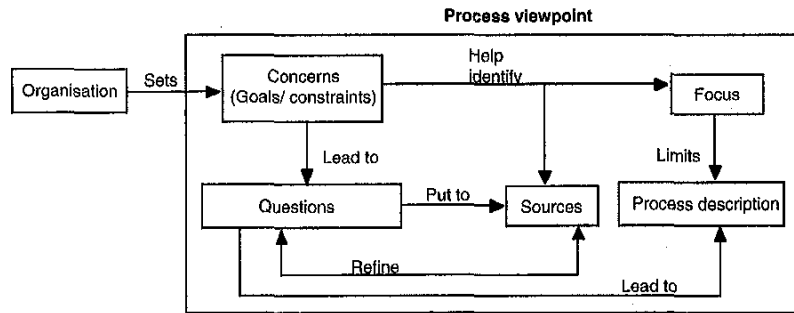 Process viewpoint
Organisation
Sets
Concerns
(Goals/ constraints)
Help
identify
Focus
Lead to
Limits
Questions
Put to
Sources
Process description
Refine
Lead to